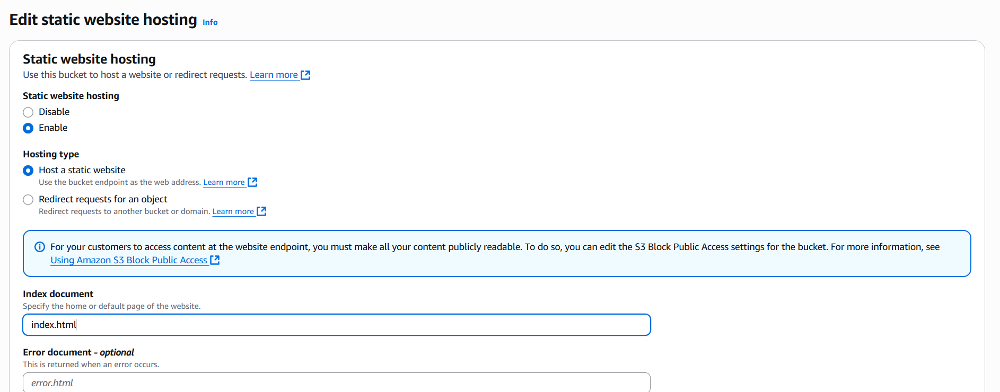 Edit static website hosting Info
Static website hosting
Use this bucket to host a website or redirect requests. Learn more
Static website hosting
Disable
Enable
Hosting type
Host a static website
Use the bucket endpoint as the web address. Learn more
Redirect requests for an object
Redirect requests to another bucket or domain. Learn more
For your customers to access content at the website endpoint, you must make all your content publicly readable. To do so, you can edit the S3 Block Public Access settings for the bucket. For more information, see
Using Amazon S3 Block Public Access
Index document
Specify the home or default page of the website.
index.html
Error document - optional
This is returned when an error occurs.
error.html